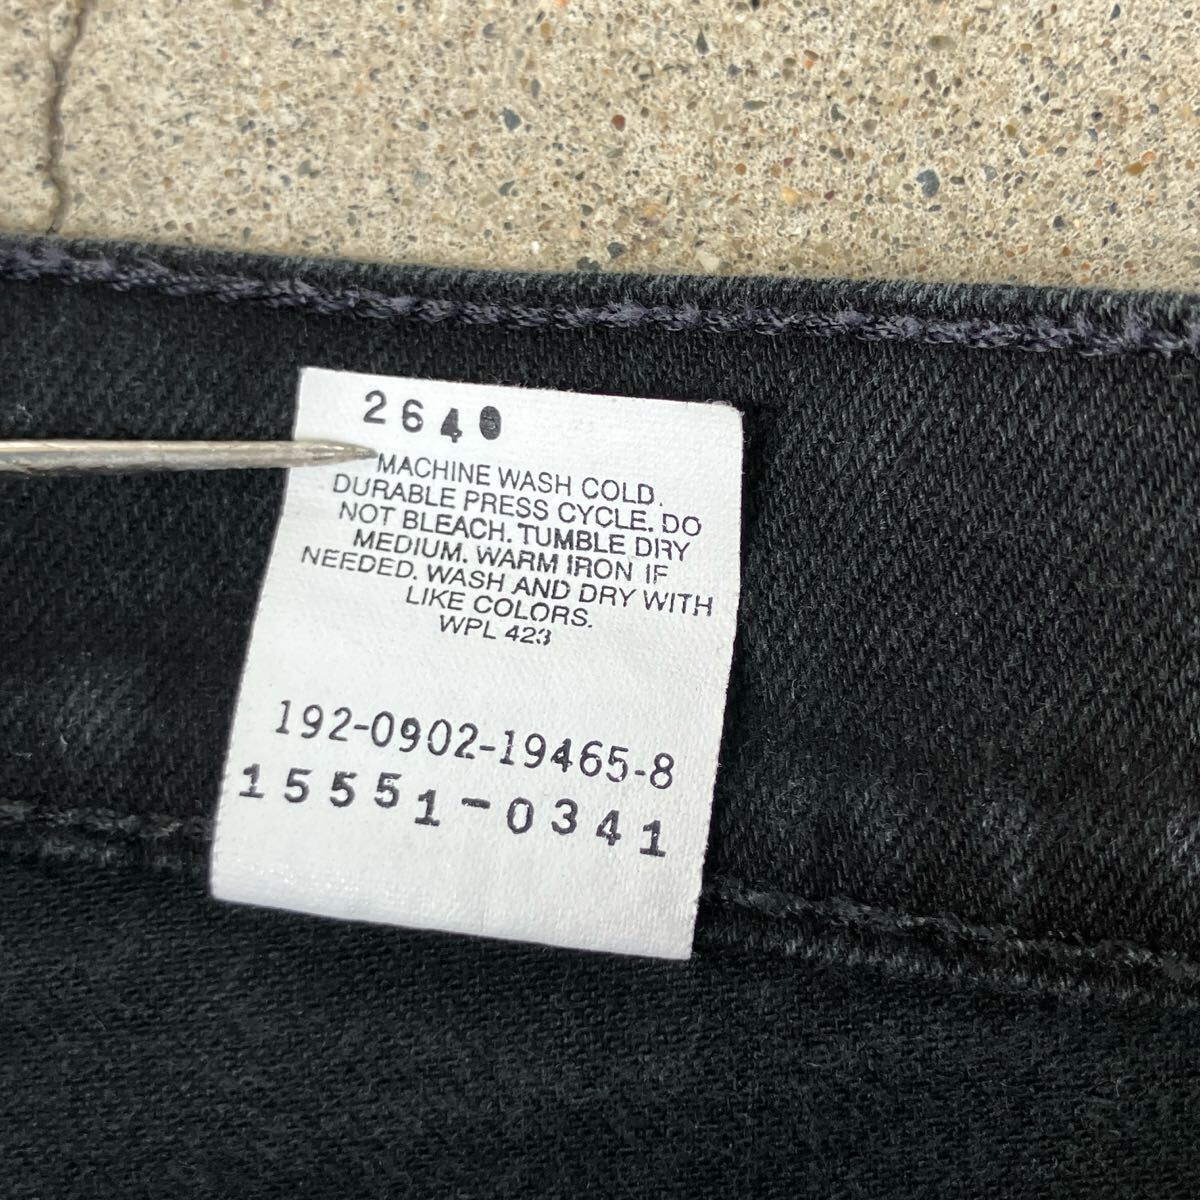 264
MACHINE WASH COLD.
DURABLE PRESS CYCLE. DO
NOT BLEACH. TUMBLE DRY
MEDIUM. WARM IRON IF
NEEDED. WASH AND DRY WITH
LIKE COLORS.
WPL 423
192-0902-19465-8
15551-0341